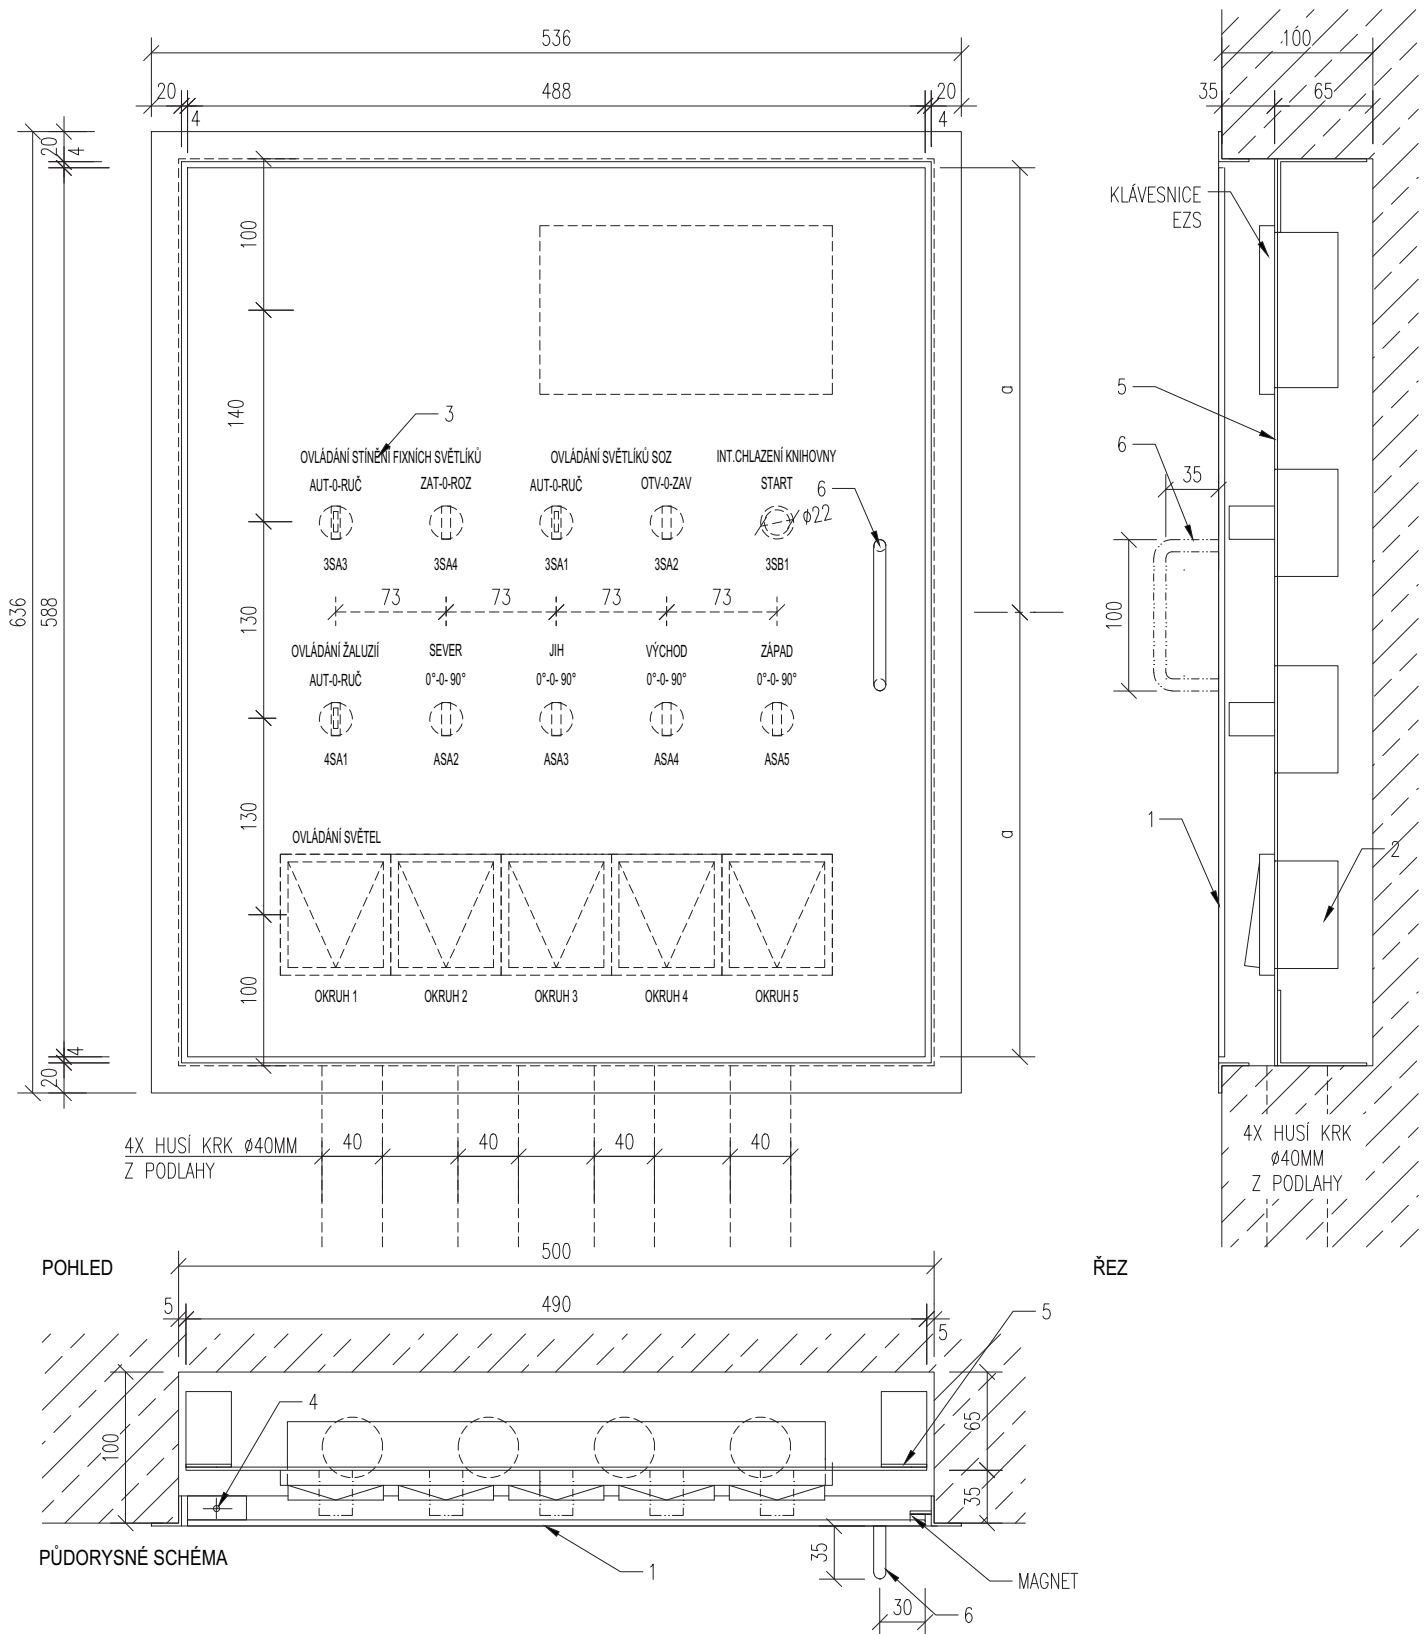 536
100
20
488
20
4
4
35
65
20
4
KLÁVESNICE
EZS
100
140
a
5
6
3
35
OVLÁDÁNÍ STÍNĚNÍ FIXNÍCH SVĚTLÍKŮ
OVLÁDÁNÍ SVĚTLÍKŮ SOZ
INT.CHLAZENÍ KNIHOVNY
AUT-0-RUČ
ZAT-0-ROZ
AUT-0-RUČ
OTV-0-ZAV
START
6
ø22
3SA3
3SA4
3SA1
3SA2
3SB1
73
73
73
73
636
588
130
100
OVLÁDÁNÍ ŽALUZIÍ
SEVER
JIH
VÝCHOD
ZÁPAD
AUT-0-RUČ
0°-0- 90°
0°-0- 90°
0°-0- 90°
0°-0- 90°
4SA1
ASA2
ASA3
ASA4
ASA5
130
a
1
2
OVLÁDÁNÍ SVĚTEL
100
OKRUH 1
OKRUH 2
OKRUH 3
OKRUH 4
OKRUH 5
4
20
4X HUSÍ KRK ø40MM
Z PODLAHY
40
40
40
40
4X HUSÍ KRK
ø40MM
Z PODLAHY
POHLED
500
ŘEZ
5
490
5
5
4
100
65
35
PŮDORYSNÉ SCHÉMA
35
1
MAGNET
30
6